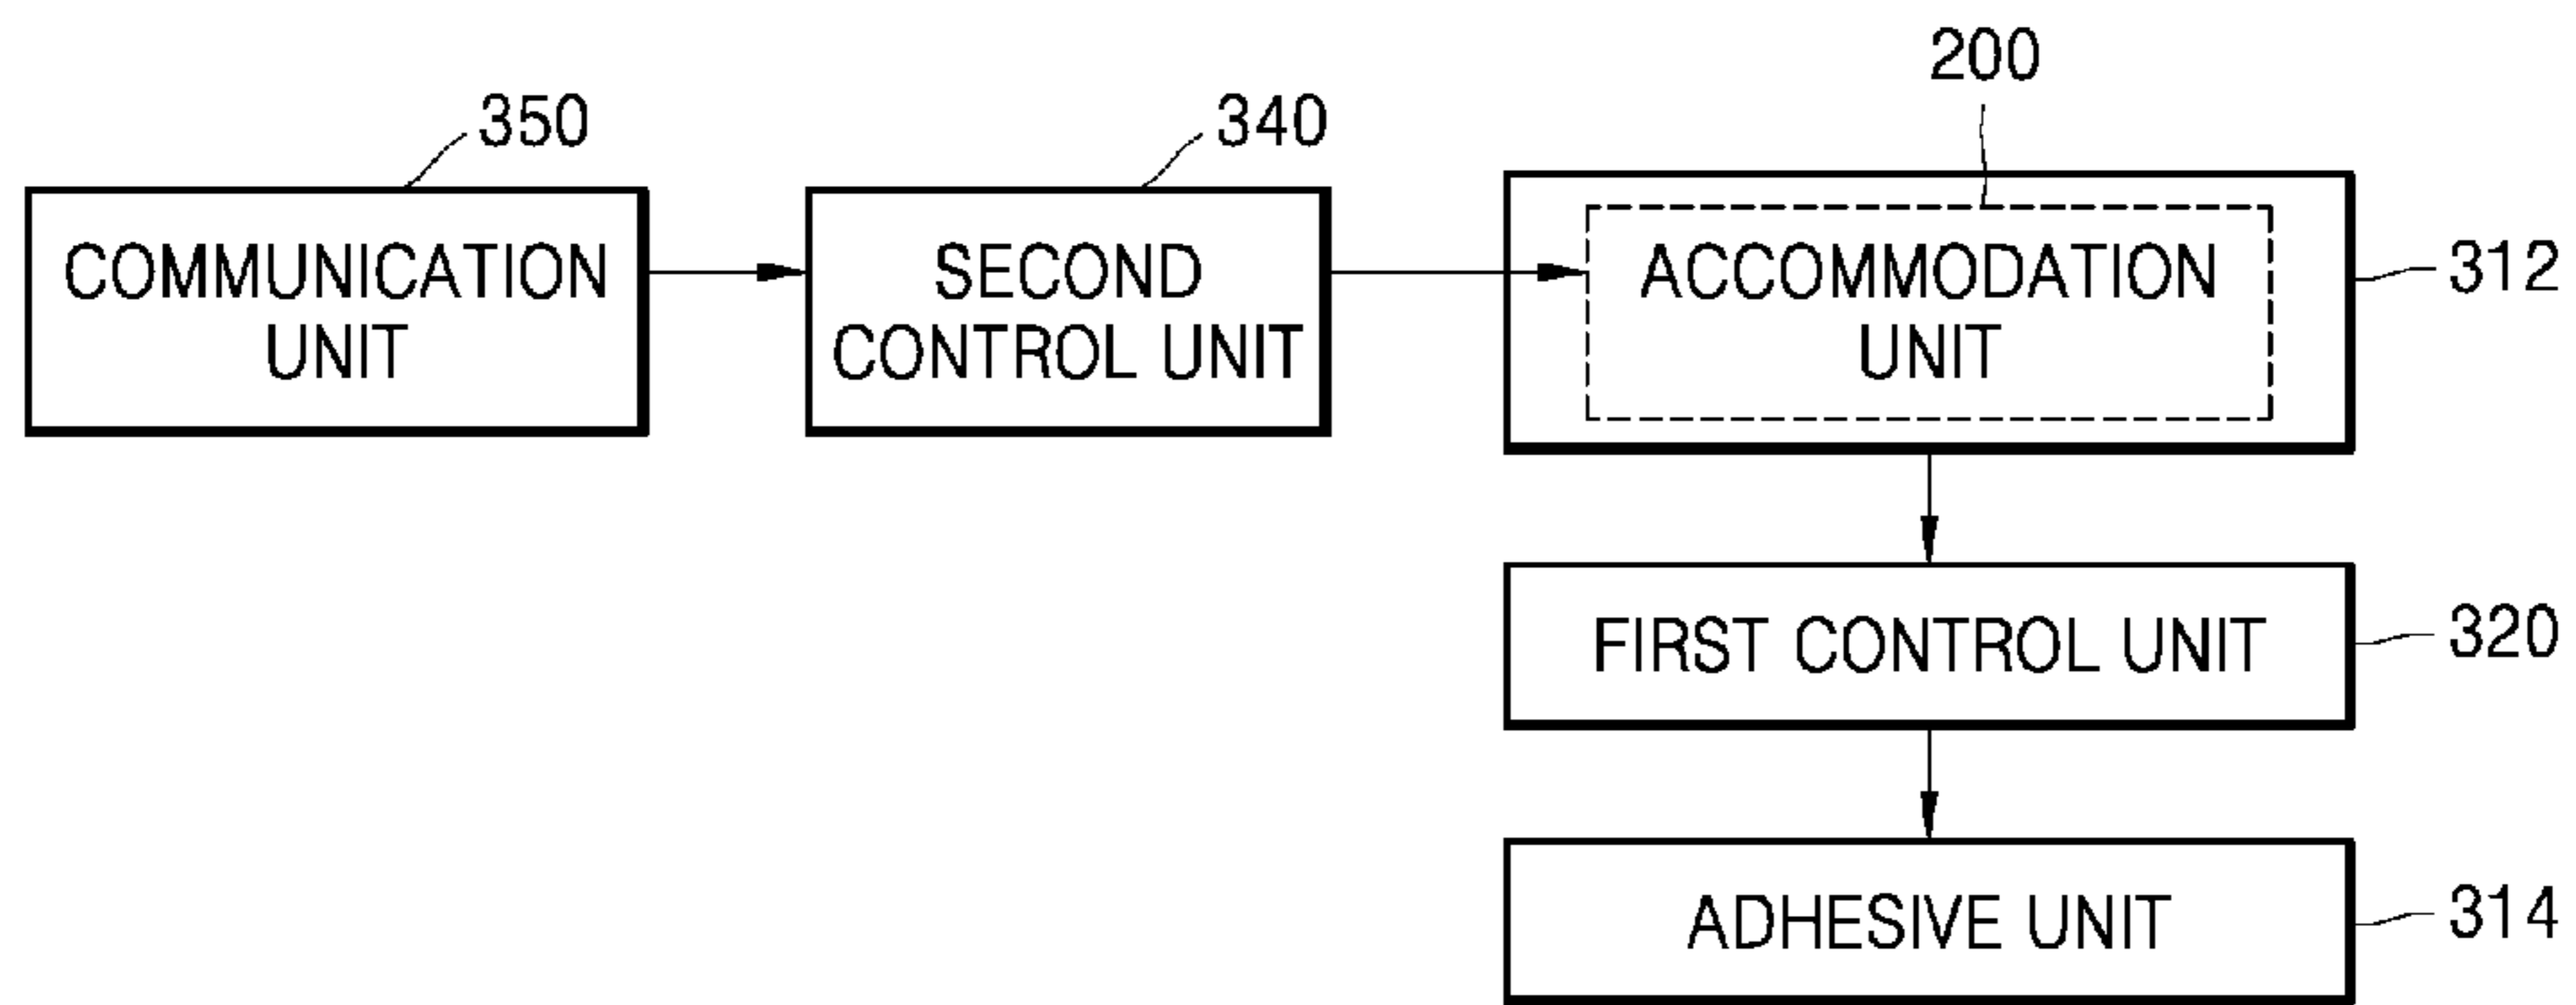 200
350
340
COMMUNICATION
UNIT
SECOND
CONTROL UNIT
ACCOMMODATION
UNIT
312
FIRST CONTROL UNIT
320
ADHESIVE UNIT
314